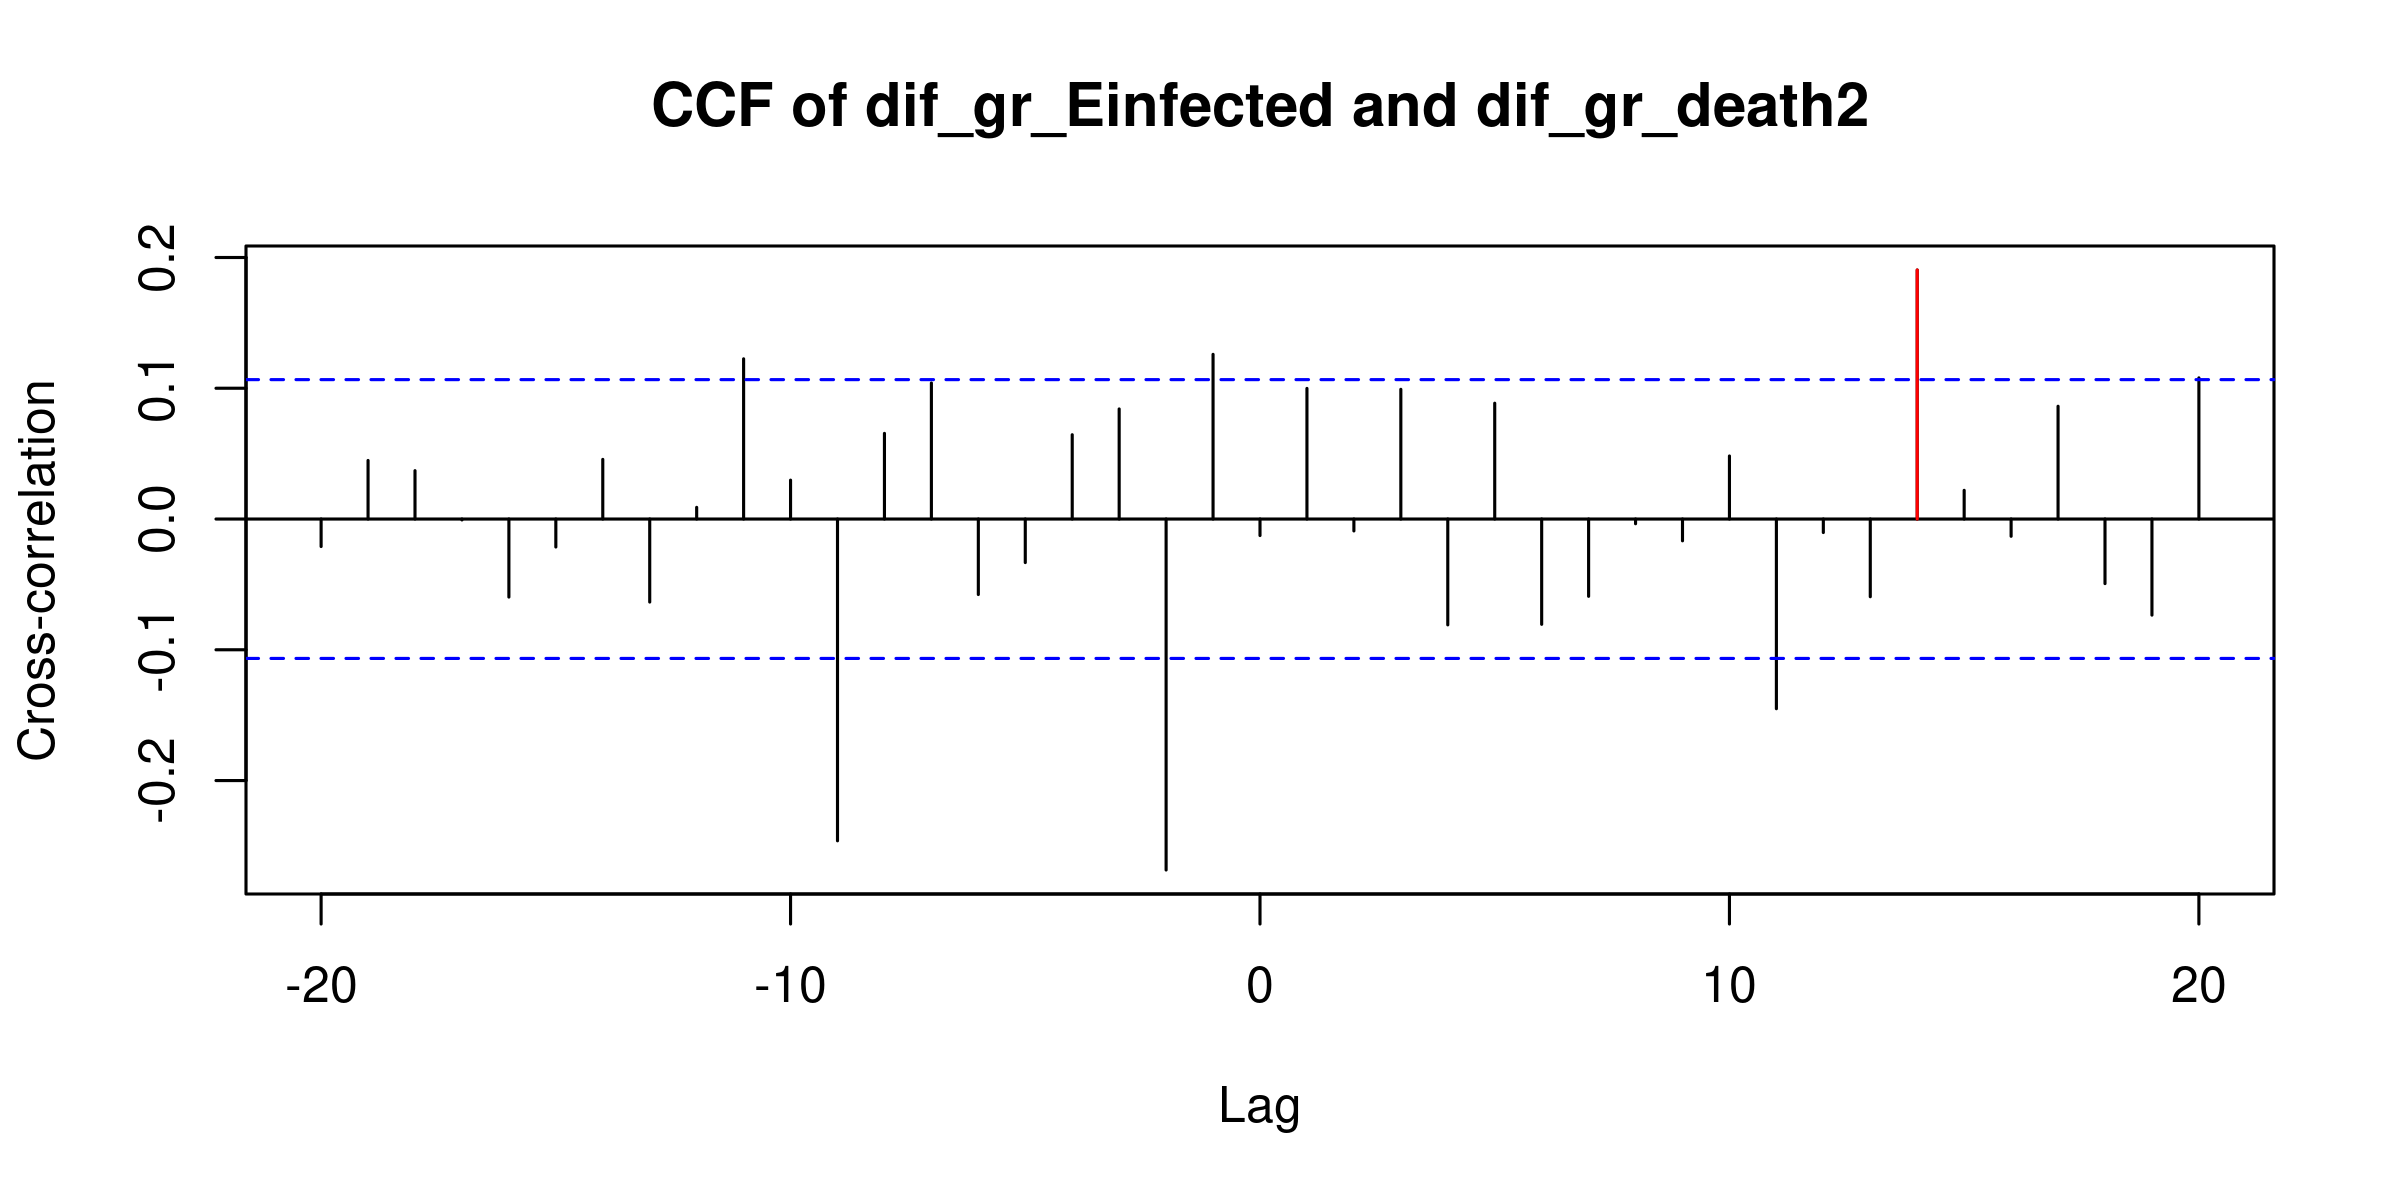 CCF of dif_gr_Einfected and dif_gr_death2
Cross-correlation
0.2
0.1
0.0
-0.1
-0.2
-20 -10 0 10 20
Lag